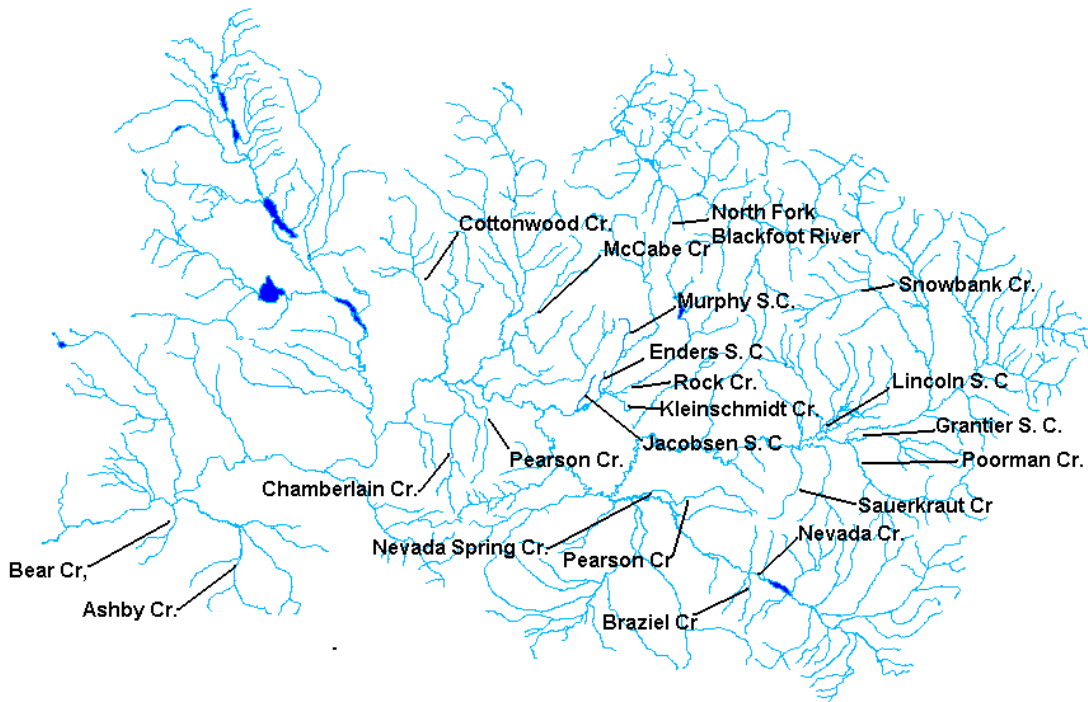 North Fork
Blackfoot River
Cottonwood Cr.
McCabe Cr
Snowbank Cr.
Murphy S.C.
Enders S. C
Rock Cr.
Lincoln S. C
Kleinschmidt Cr.
Grantier S. C.
Jacobsen S. C
Pearson Cr.
Poorman Cr.
Chamberlain Cr.
Sauerkraut Cr
Nevada Cr.
Nevada Spring Cr.
Pearson Cr
Bear Cr,
Ashby Cr.
Braziel Cr